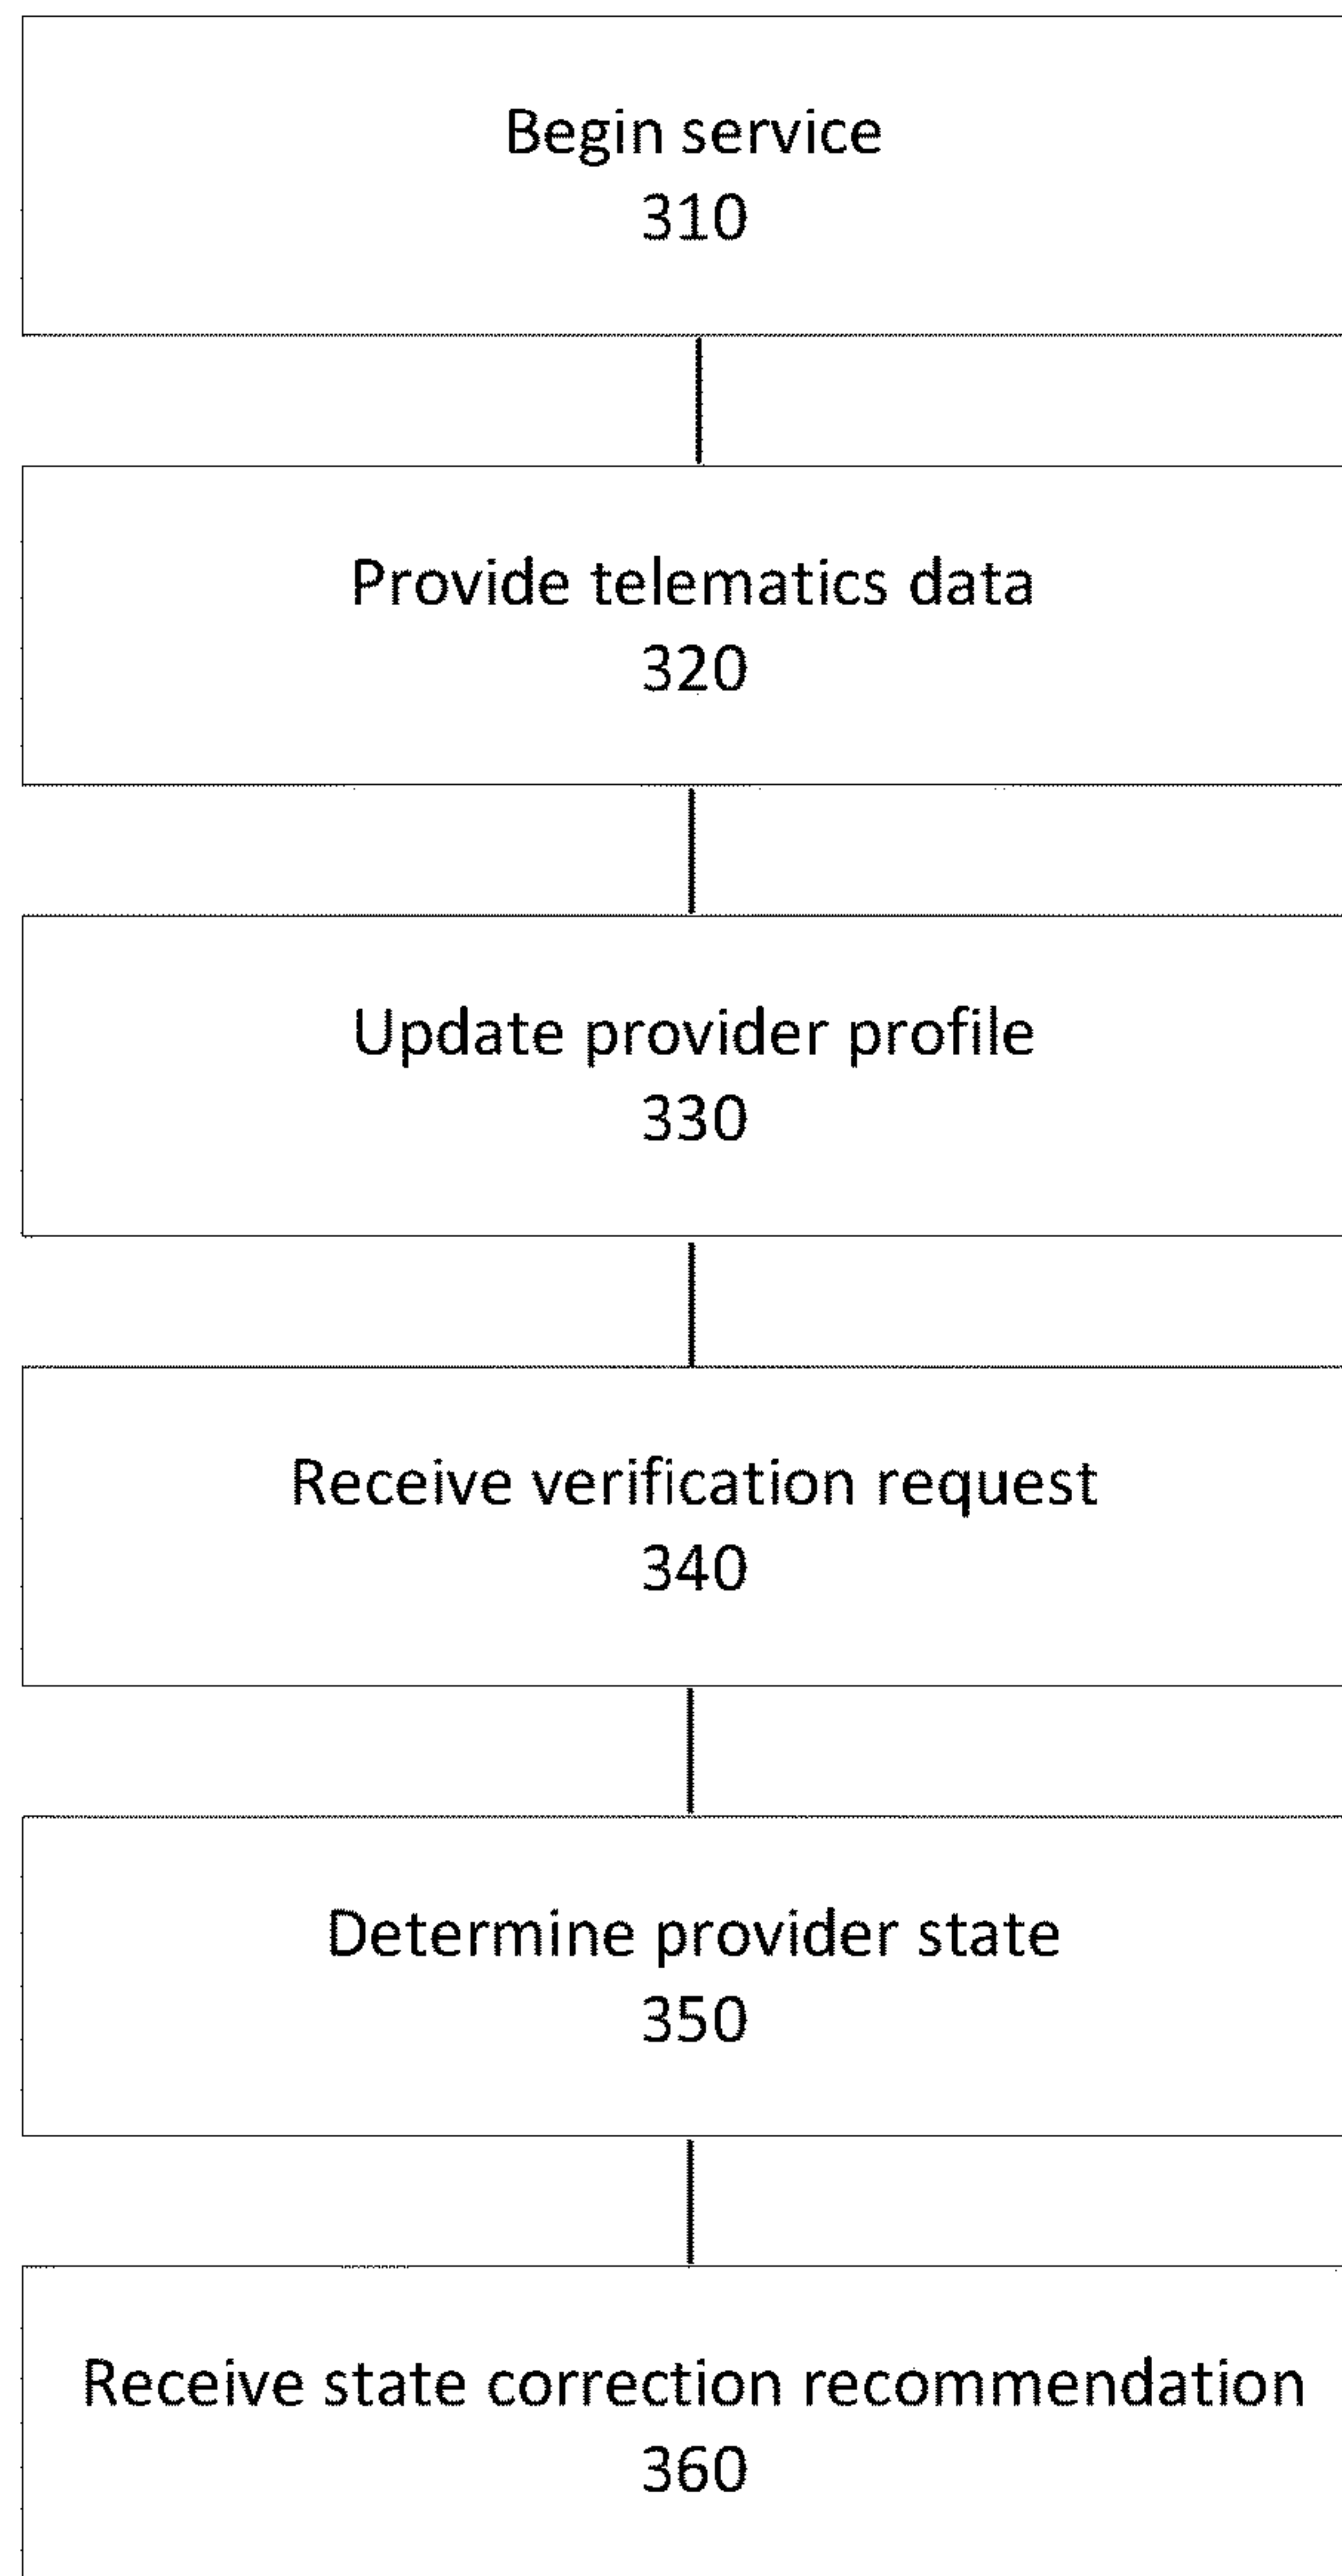 Begin service
310
Provide telematics data
320
Update provider profile
330
Receive verification request
340
Determine provider state
350
Receive state correction recommendation
360